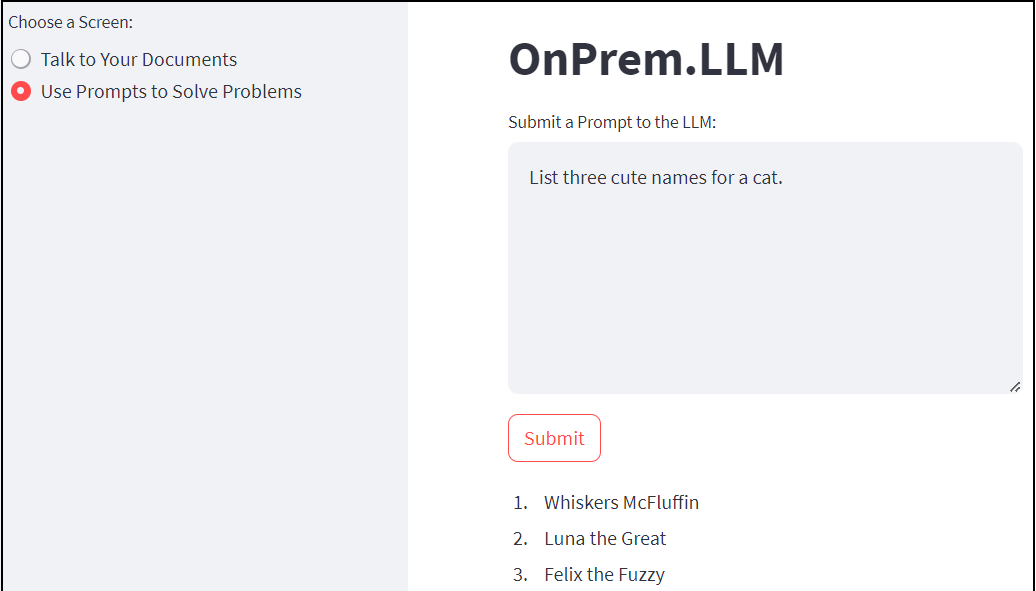 Choose a Screen:
Talk to Your Documents
Use Prompts to Solve Problems
OnPrem.LLM
Submit a Prompt to the LLM:
List three cute names for a cat.
Submit
1. Whiskers McFluffin
2. Luna the Great
3. Felix the Fuzzy